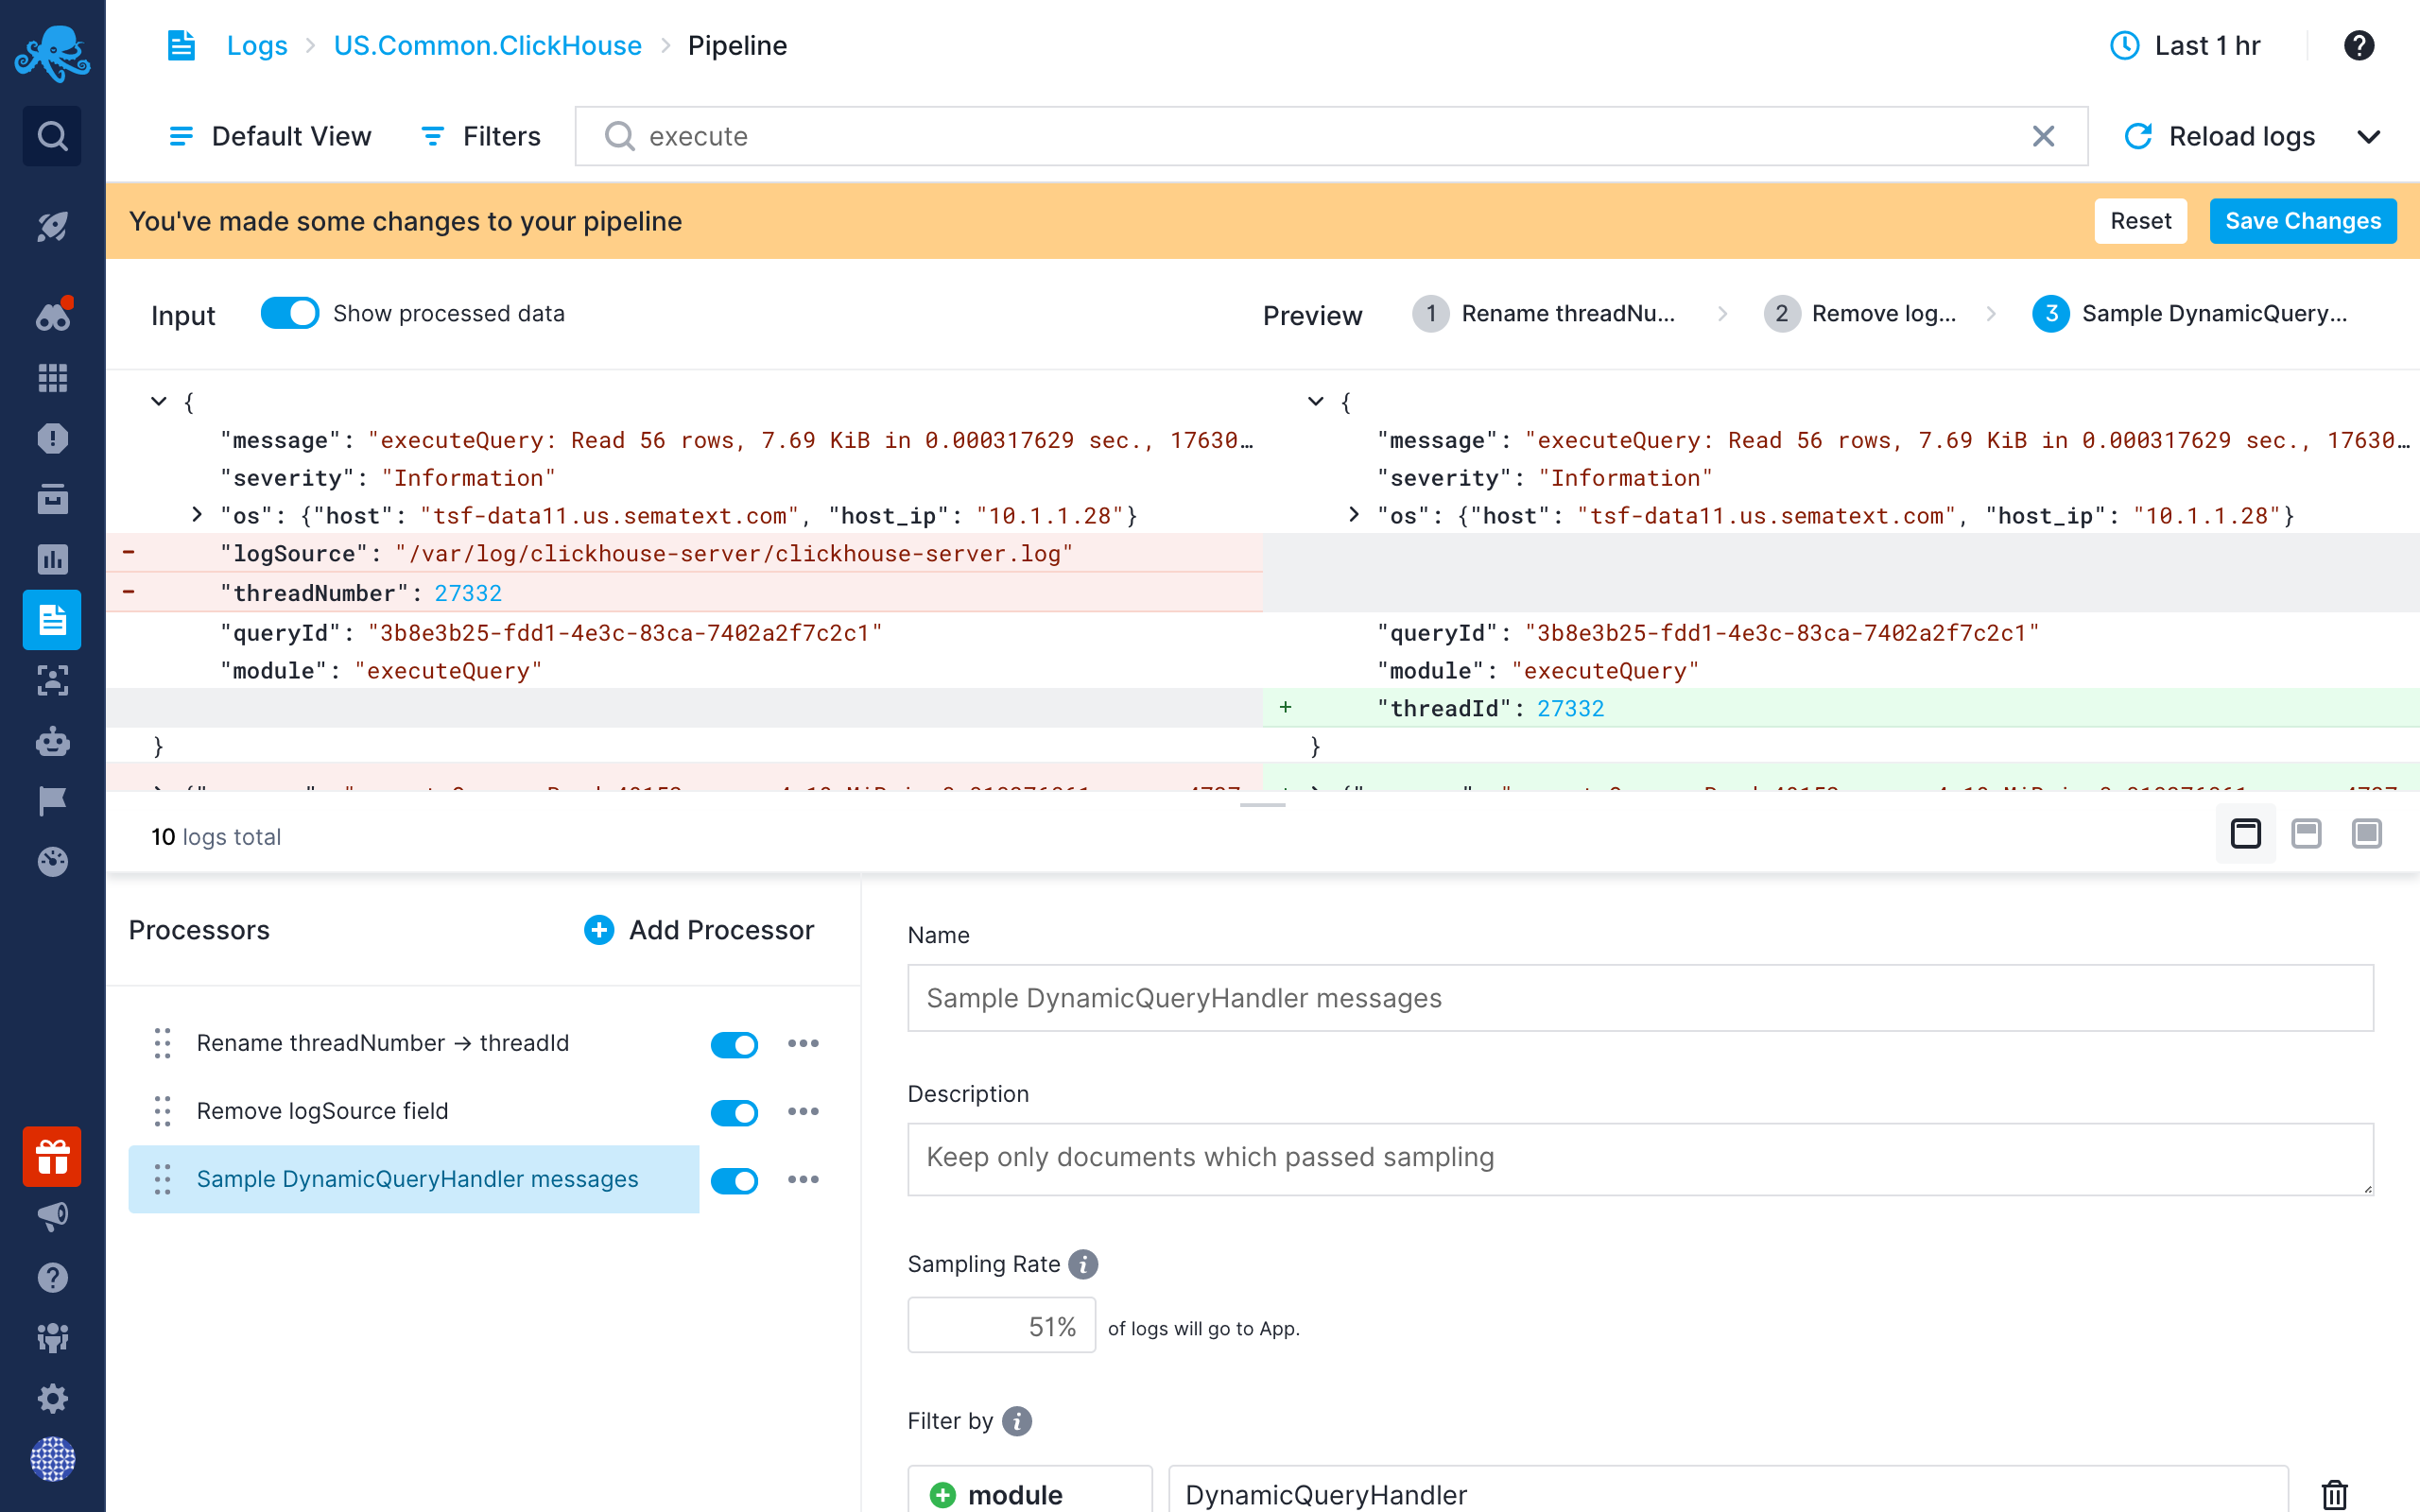 Logs > US.Common.ClickHouse > Pipeline
Last 1 hr
Default View
Filters
execute
Reload logs
You've made some changes to your pipeline
Reset
Save Changes
Input
Show processed data
Preview
1 Rename threadNu...
2 Remove log...
3 Sample DynamicQuery...
{
"message": "executeQuery: Read 56 rows, 7.69 KiB in 0.000317629 sec., 17630…
"severity": "Information"
"os": {"host": "tsf-data11.us.sematext.com", "host_ip": "10.1.1.28"}
- "logSource": "/var/log/clickhouse-server/clickhouse-server.log"
- "threadNumber": 27332
"queryId": "3b8e3b25-fdd1-4e3c-83ca-7402a2f7c2c1"
"module": "executeQuery"
}
{
"message": "executeQuery: Read 56 rows, 7.69 KiB in 0.000317629 sec., 17630…
"severity": "Information"
"os": {"host": "tsf-data11.us.sematext.com", "host_ip": "10.1.1.28"}
"queryId": "3b8e3b25-fdd1-4e3c-83ca-7402a2f7c2c1"
"module": "executeQuery"
+ "threadId": 27332
}
10 logs total
Processors
Add Processor
Rename threadNumber → threadId
Remove logSource field
Sample DynamicQueryHandler messages
Name
Sample DynamicQueryHandler messages
Description
Keep only documents which passed sampling
Sampling Rate
51% of logs will go to App.
Filter by
module
DynamicQueryHandler